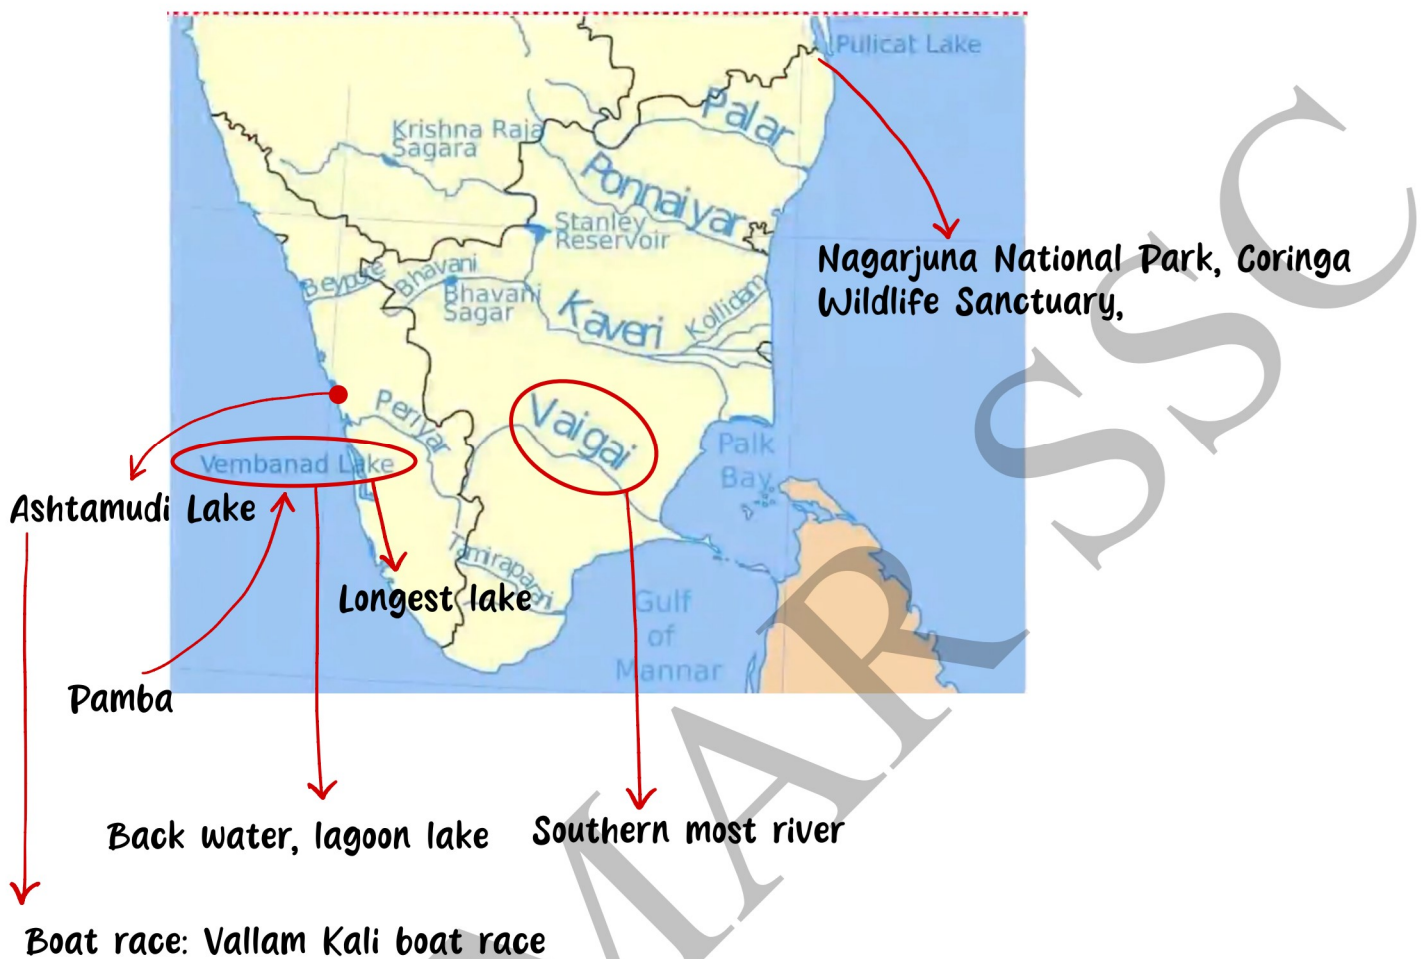 Pulicat Lake
Palar
Krishna Raja
Sagara
Ponnaiyar
Stanley
Reservoir
Nagarjuna National Park, Coringa
Wildlife Sanctuary,
Beypore
Bhavani
Bhavani
Sagar
Kaveri
Kollidam
Periyar
Vaigai
Palk
Bay
Vembanad Lake
Ashtamudi Lake
Tamiraparani
Longest lake
Gulf
of
Mannar
Pamba
Back water, lagoon lake
Southern most river
Boat race: Vallam Kali boat race
MAR SSC